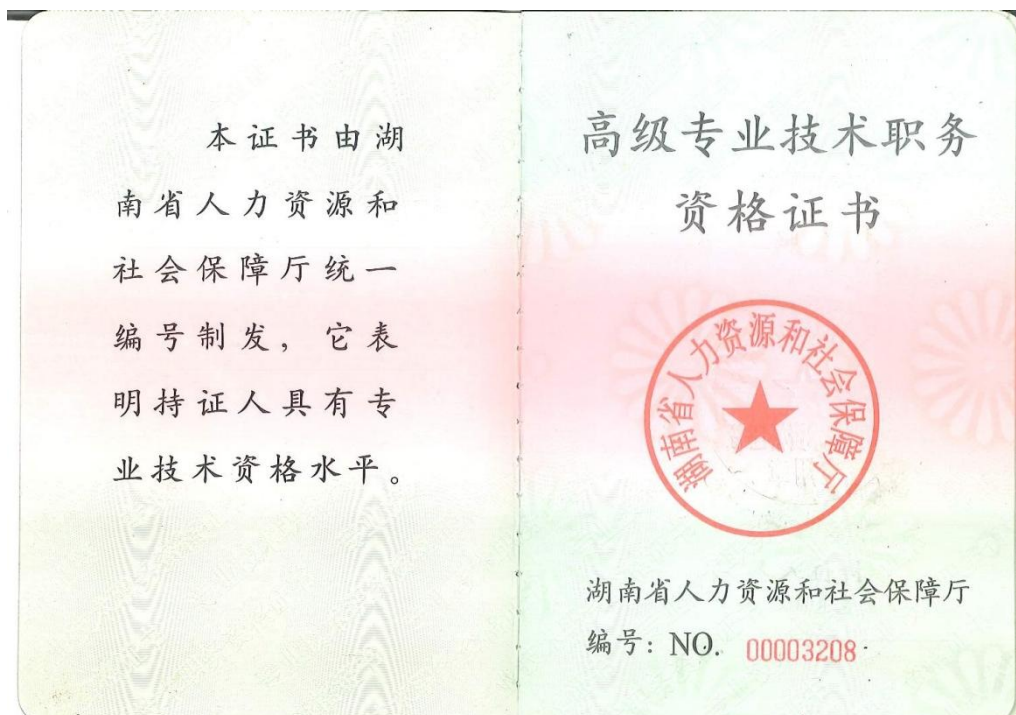 本证书由湖
南省人力资源和
社会保障厅统一
编号制发，它表
明持证人具有专
业技术资格水平。
高级专业技术职务
资格证书
湖南省人力资源和社会保障厅
湖南省人力资源和社会保障厅
编号：NO. 00003208